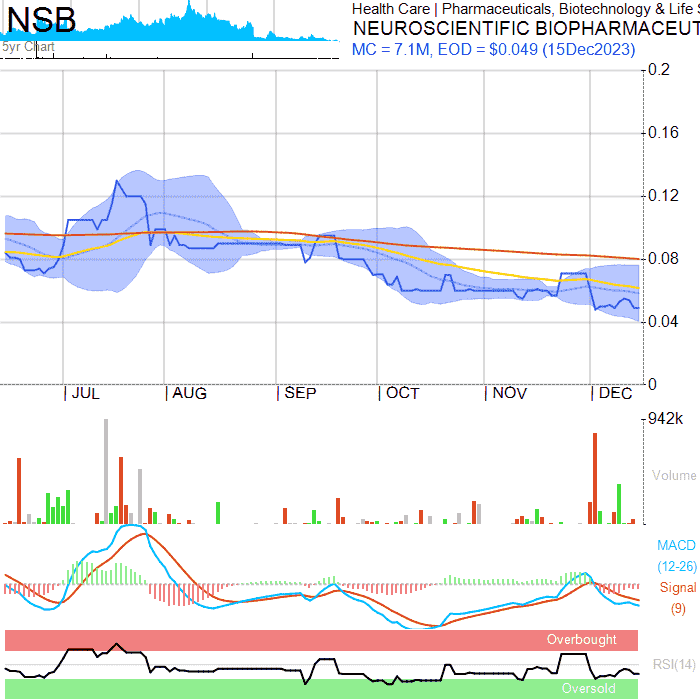 NSB
5yr Chart
Health Care | Pharmaceuticals, Biotechnology & Life
NEUROSCIENTIFIC BIOPHARMACEUT
MC = 7.1M, EOD = $0.049 (15Dec2023)
0.2
0.16
0.12
0.08
0.04
0
JUL AUG SEP OCT NOV DEC
942k
Volume
MACD
(12-26)
Signal
(9)
Overbought
RSI(14)
Oversold